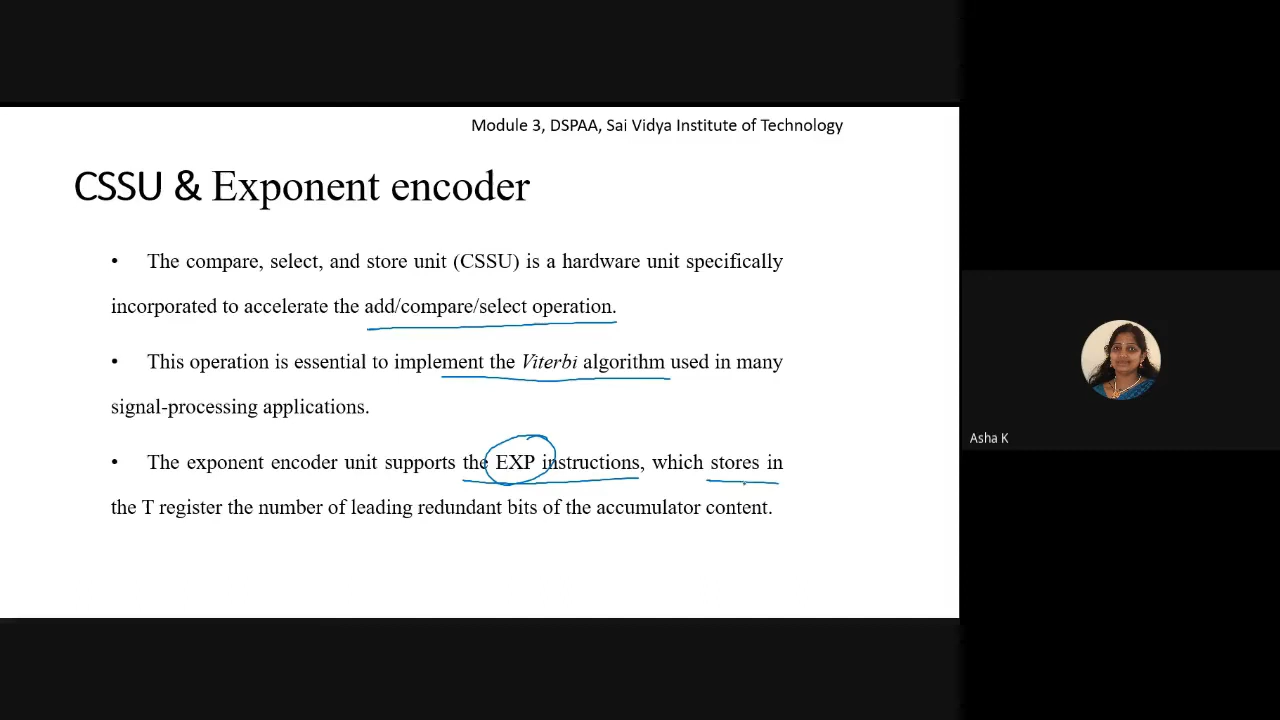 Module 3, DSPAA, Sai Vidya Institute of Technology
CSSU & Exponent encoder
• The compare, select, and store unit (CSSU) is a hardware unit specifically
incorporated to accelerate the add/compare/select operation.
• This operation is essential to implement the Viterbi algorithm used in many
signal-processing applications.
• The exponent encoder unit supports the EXP instructions, which stores in
the T register the number of leading redundant bits of the accumulator content.
Asha K